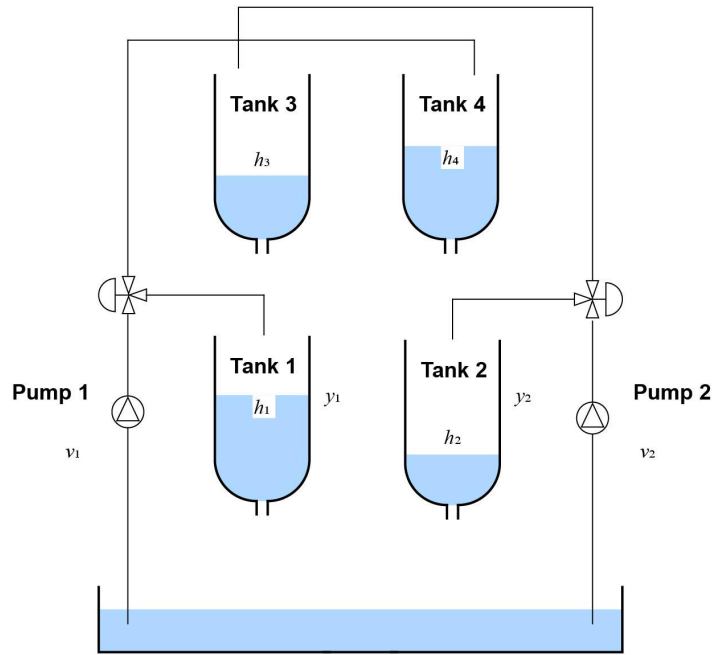 Tank 3
Tank 4
h₃
h₄
Tank 1
Tank 2
Pump 1
Pump 2
h₁
y₁
y₂
h₂
v₁
v₂